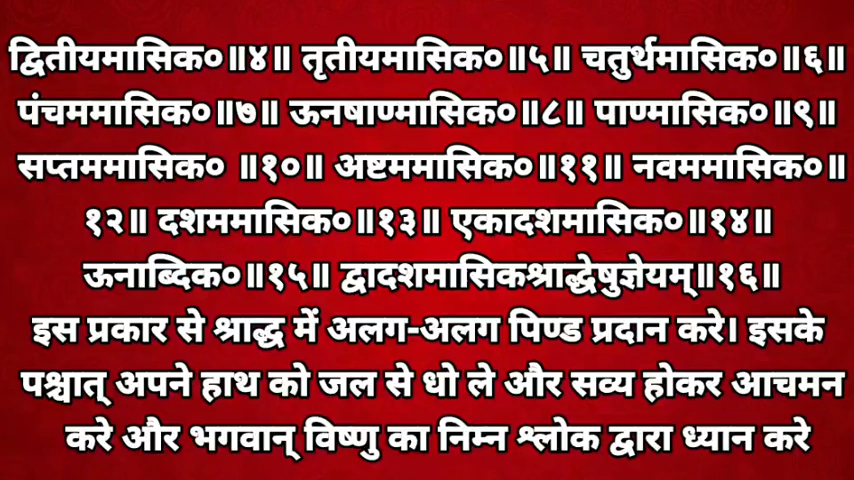 द्वितीयमासिक०॥४॥ तृतीयमासिक०॥५॥ चतुर्थमासिक०॥६॥
पंचममासिक०॥७॥ ऊनषाण्मासिक०॥८॥ पाण्मासिक०॥९॥
सप्तममासिक० ॥१०॥ अष्टममासिक०॥११॥ नवममासिक०॥
१२॥ दशममासिक०॥१३॥ एकादशमासिक०॥१४॥
ऊनाब्दिक०॥१५॥ द्वादशमासिकश्राद्धेषुज्ञेयम्॥१६॥
इस प्रकार से श्राद्ध में अलग-अलग पिण्ड प्रदान करे। इसके
पश्चात् अपने हाथ को जल से धो ले और सव्य होकर आचमन
करे और भगवान् विष्णु का निम्न श्लोक द्वारा ध्यान करे